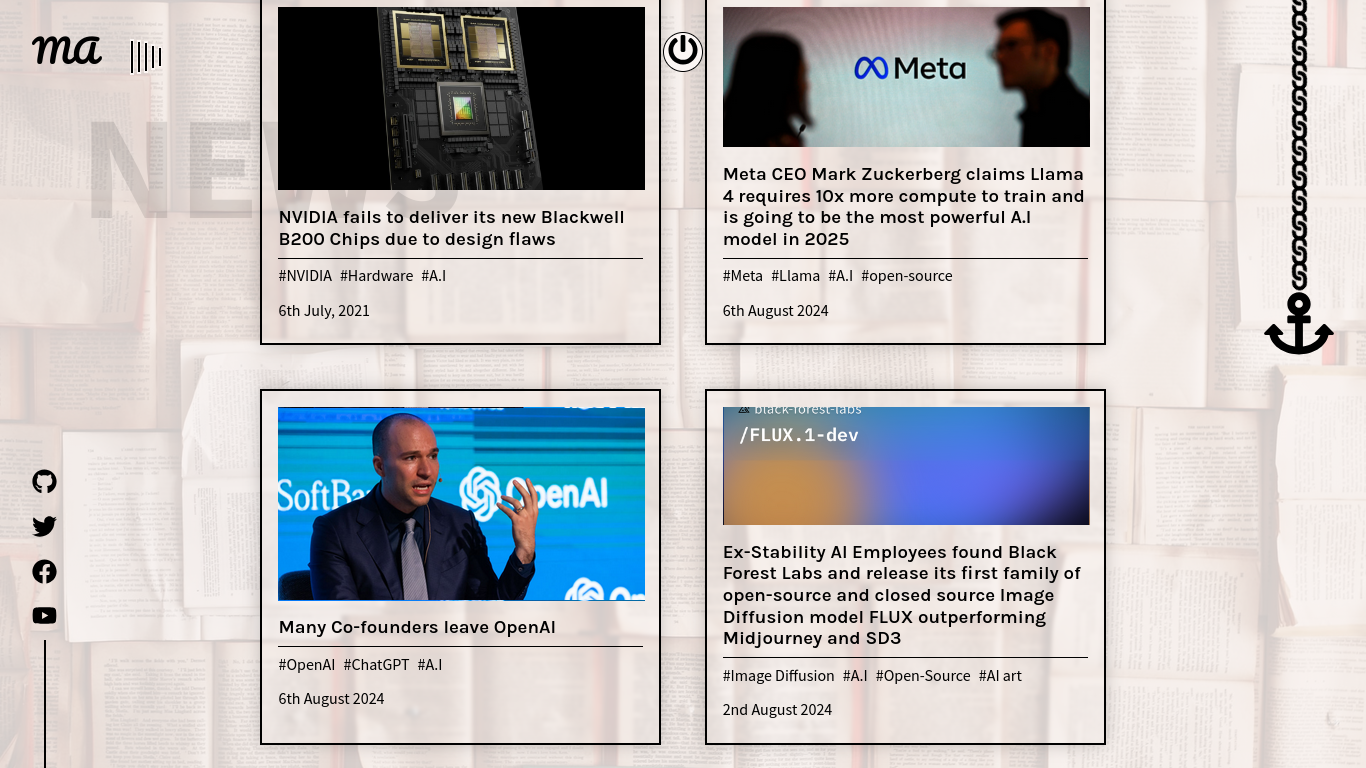 ma
NEWS
NVIDIA fails to deliver its new Blackwell
B200 Chips due to design flaws
#NVIDIA #Hardware #A.I
6th July, 2021
Meta
Meta CEO Mark Zuckerberg claims Llama
4 requires 10x more compute to train and
is going to be the most powerful A.I
model in 2025
#Meta #Llama #A.I #open-source
6th August 2024
SoftBa
OpenAI
Many Co-founders leave OpenAI
#OpenAI #ChatGPT #A.I
6th August 2024
black-forest-labs
/FLUX.1-dev
Ex-Stability AI Employees found Black
Forest Labs and release its first family of
open-source and closed source Image
Diffusion model FLUX outperforming
Midjourney and SD3
#Image Diffusion #A.I #Open-Source #AI art
2nd August 2024